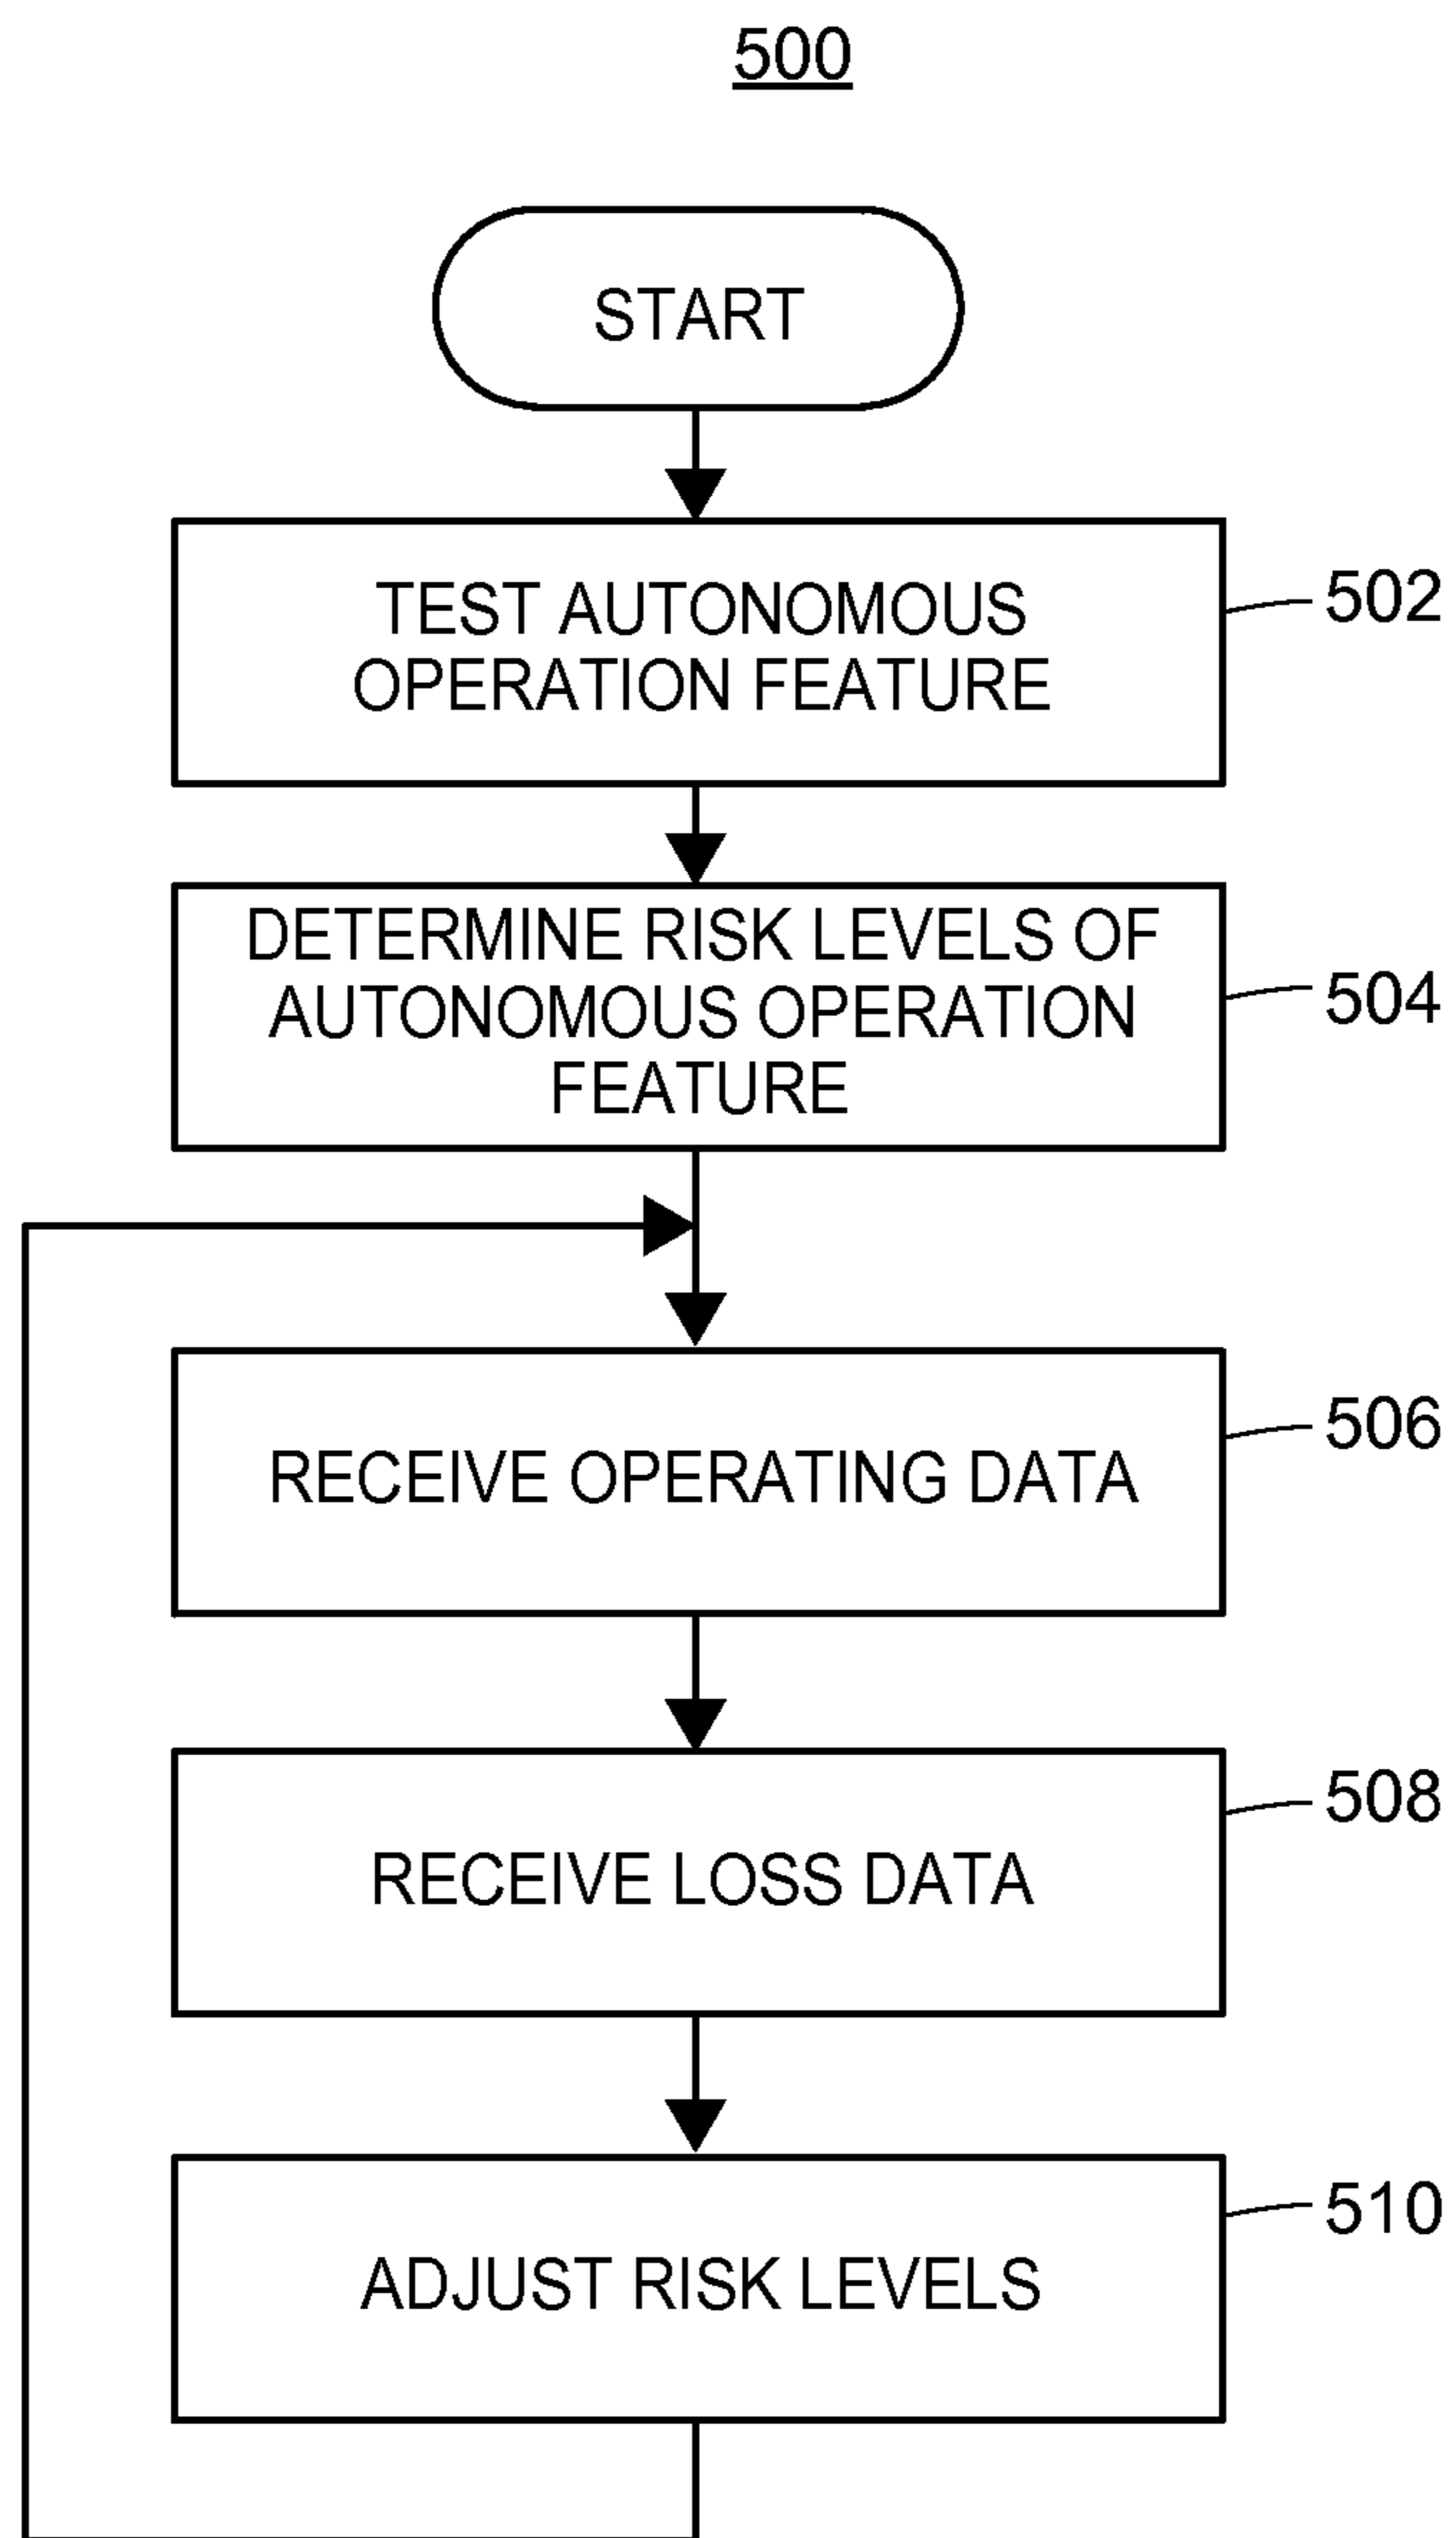 500
START
TEST AUTONOMOUS
OPERATION FEATURE
502
DETERMINE RISK LEVELS OF
AUTONOMOUS OPERATION
FEATURE
504
RECEIVE OPERATING DATA
506
RECEIVE LOSS DATA
508
ADJUST RISK LEVELS
510